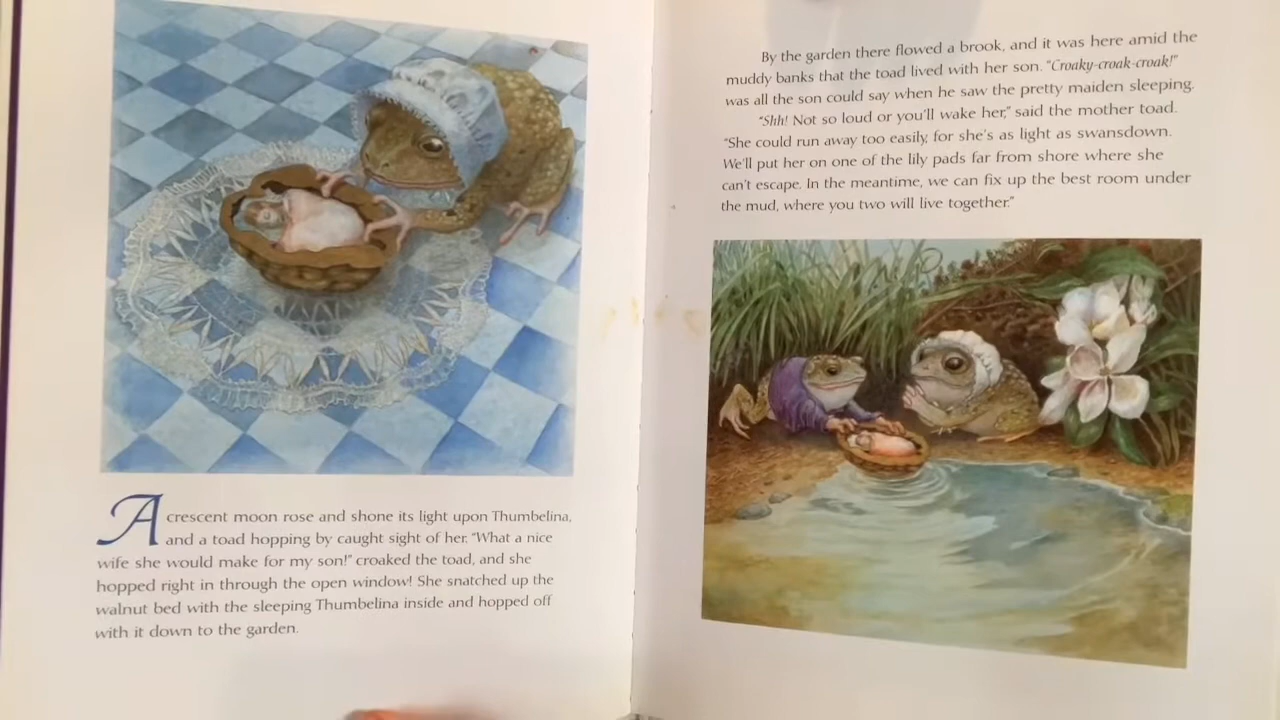 A crescent moon rose and shone its light upon Thumbelina,
and a toad hopping by caught sight of her. "What a nice
wife she would make for my son!" croaked the toad, and she
hopped right in through the open window! She snatched up the
walnut bed with the sleeping Thumbelina inside and hopped off
with it down to the garden.
By the garden there flowed a brook, and it was here amid the
muddy banks that the toad lived with her son. "Croaky-croak-croak!"
was all the son could say when he saw the pretty maiden sleeping.
"Shh! Not so loud or you'll wake her," said the mother toad.
"She could run away too easily, for she's as light as swansdown.
We'll put her on one of the lily pads far from shore where she
can't escape. In the meantime, we can fix up the best room under
the mud, where you two will live together."